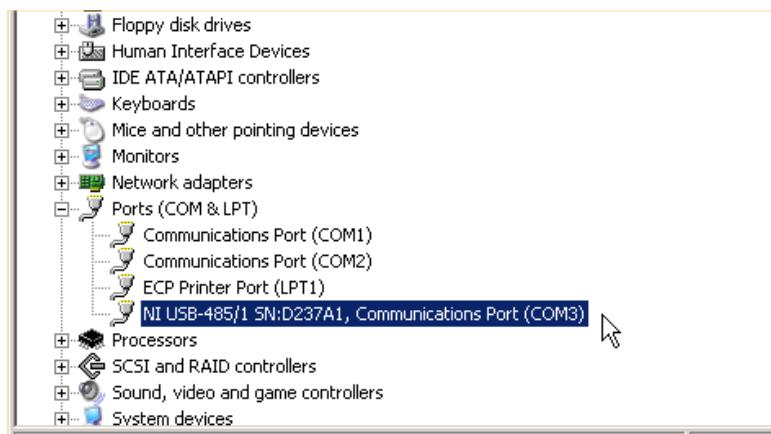 Floppy disk drives
Human Interface Devices
IDE ATA/ATAPI controllers
Keyboards
Mice and other pointing devices
Monitors
Network adapters
Ports (COM & LPT)
Communications Port (COM1)
Communications Port (COM2)
ECP Printer Port (LPT1)
NI USB-485/1 SN:D237A1, Communications Port (COM3)
Processors
SCSI and RAID controllers
Sound, video and game controllers
System devices